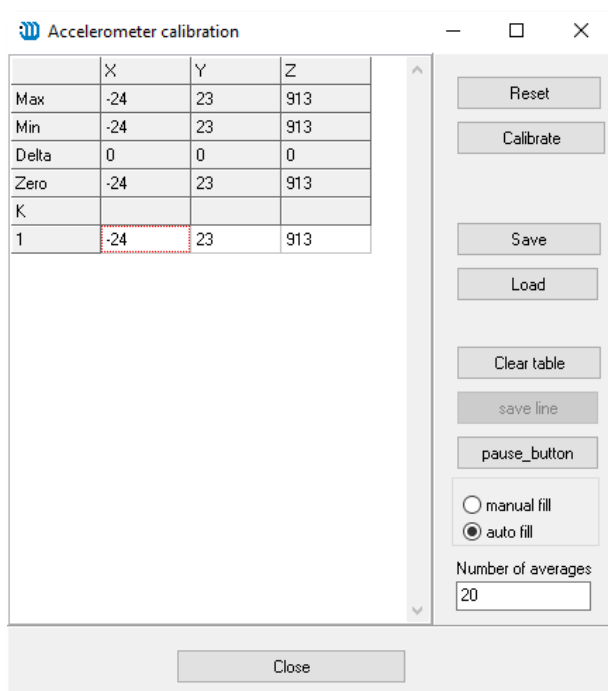 Accelerometer calibration
X Y Z
Max -24 23 913
Min -24 23 913
Delta 0 0 0
Zero -24 23 913
K
1 -24 23 913
Reset
Calibrate
Save
Load
Clear table
save line
pause_button
manual fill
auto fill
Number of averages
20
Close